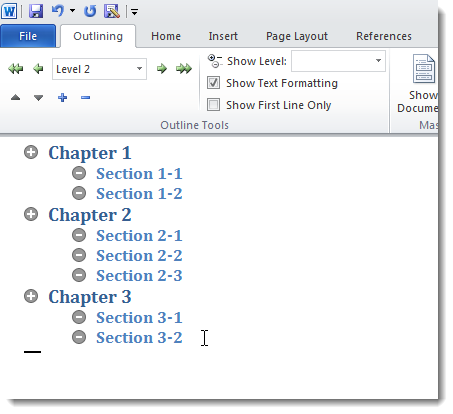 W
File Outlining Home Insert Page Layout References
Level 2 Show Level:
Show Text Formatting
Show First Line Only
Show
Docume
Outline Tools Mas
Chapter 1
Section 1-1
Section 1-2
Chapter 2
Section 2-1
Section 2-2
Section 2-3
Chapter 3
Section 3-1
Section 3-2